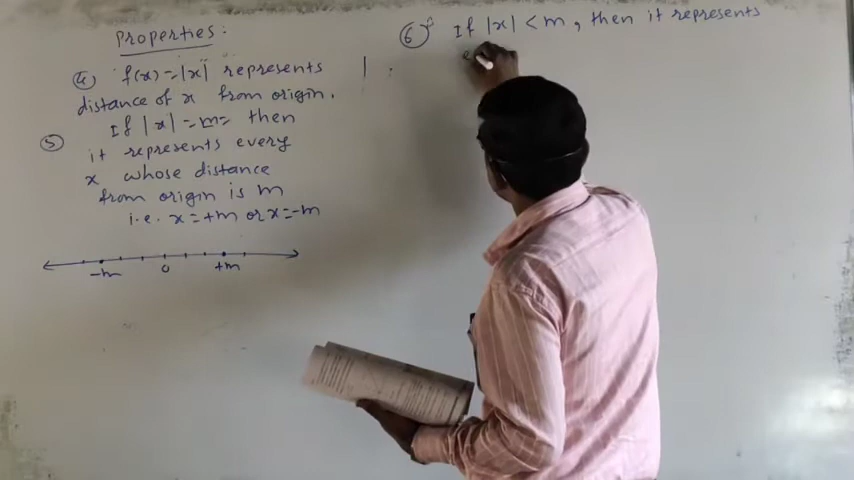 Properties:
④ f(x)=|x| represents
distance of x from origin.
⑤ If |x|=m= then
it represents every
x whose distance
from origin is m
i.e. x=+m or x=-m
-m 0 +m
⑥ If |x| < m, then it represents